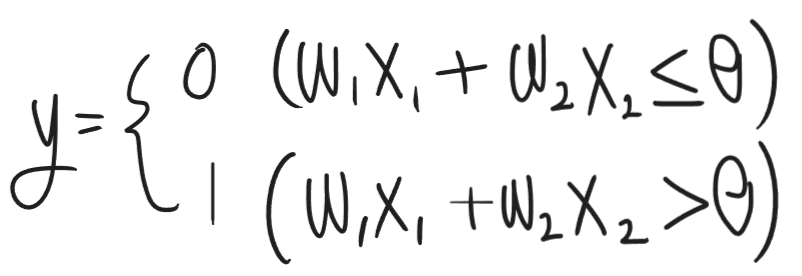 y = { 0 (w₁x₁ + w₂x₂ ≤ θ)
1 (w₁x₁ + w₂x₂ > θ)